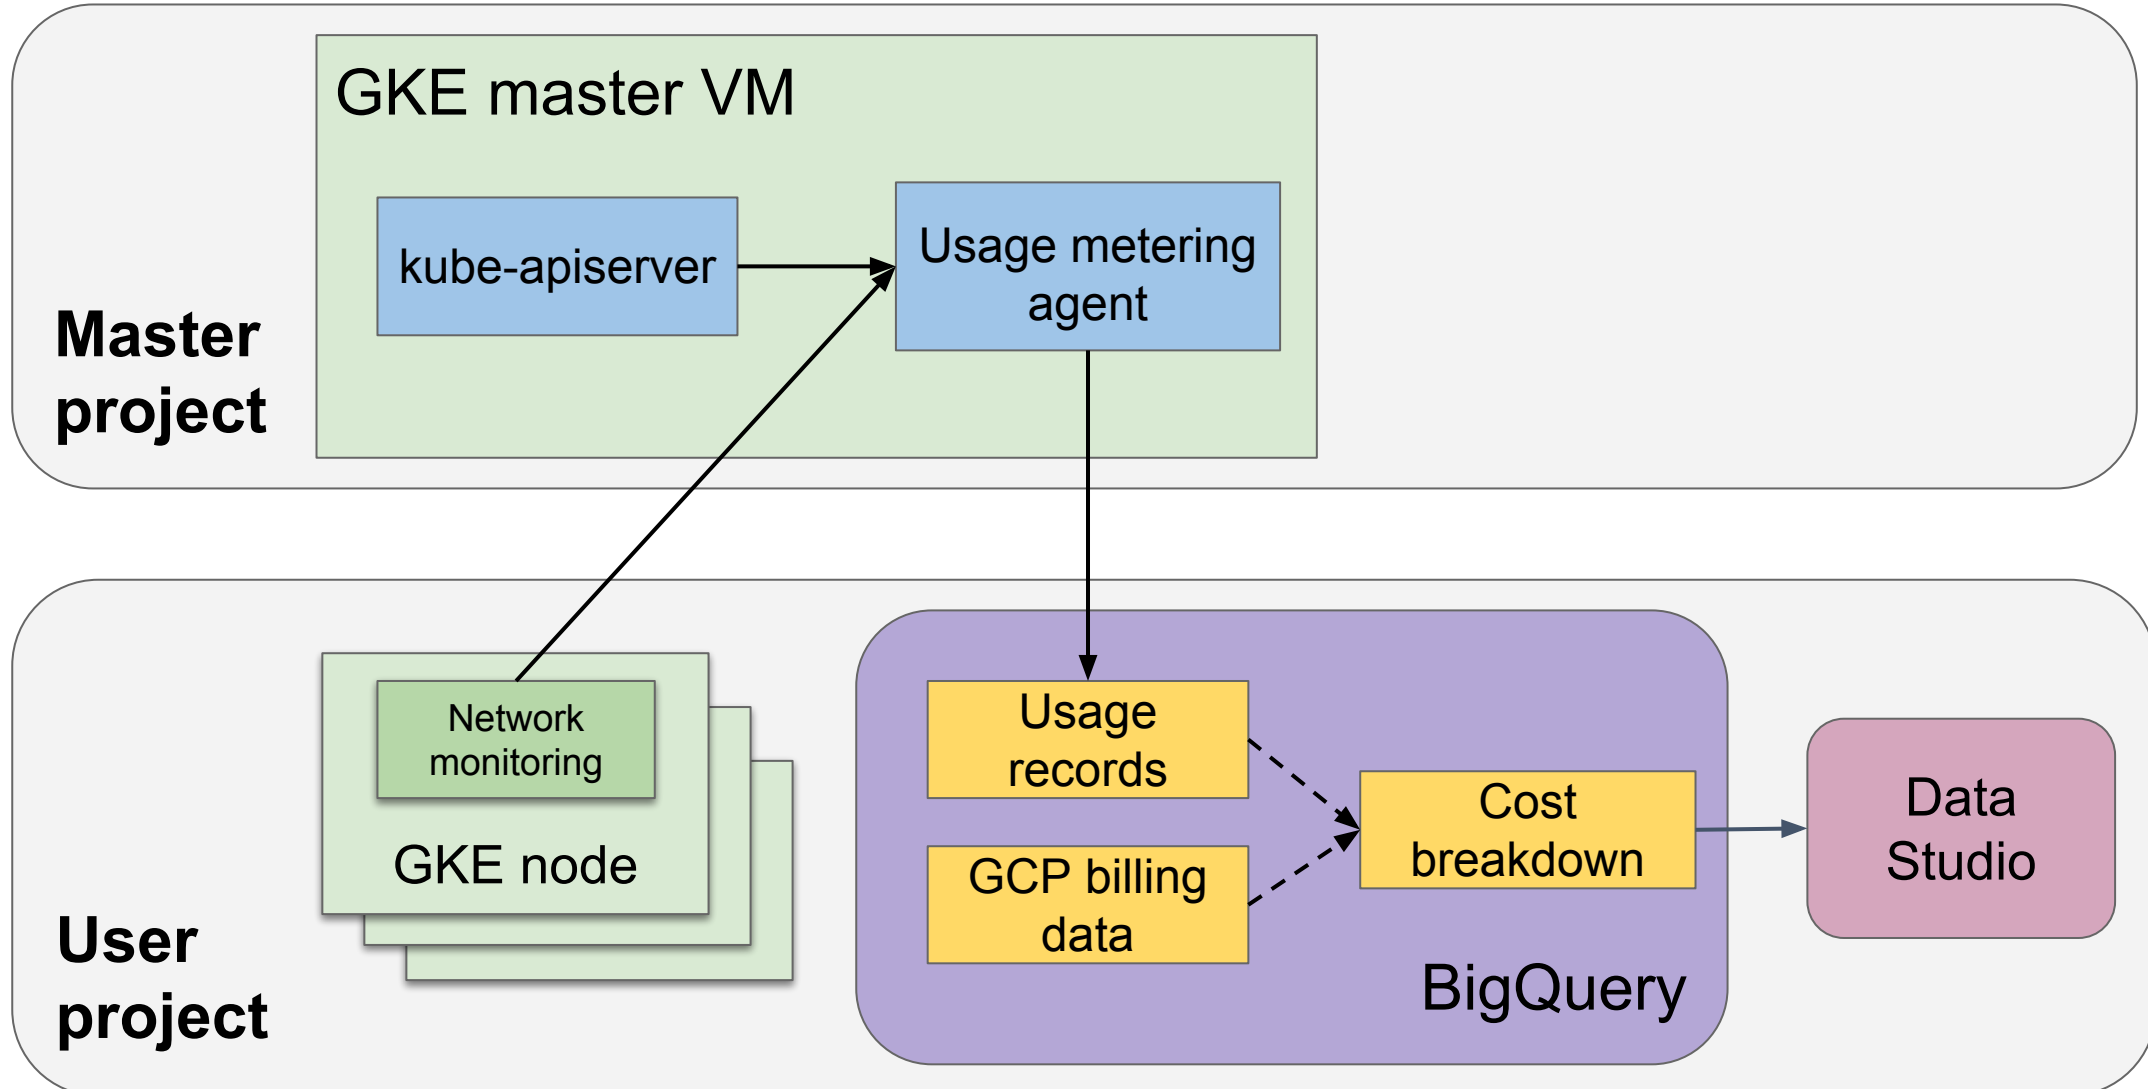 GKE master VM
kube-apiserver
Usage metering
agent
Master
project
Network
monitoring
GKE node
User
project
Usage
records
GCP billing
data
Cost
breakdown
BigQuery
Data
Studio